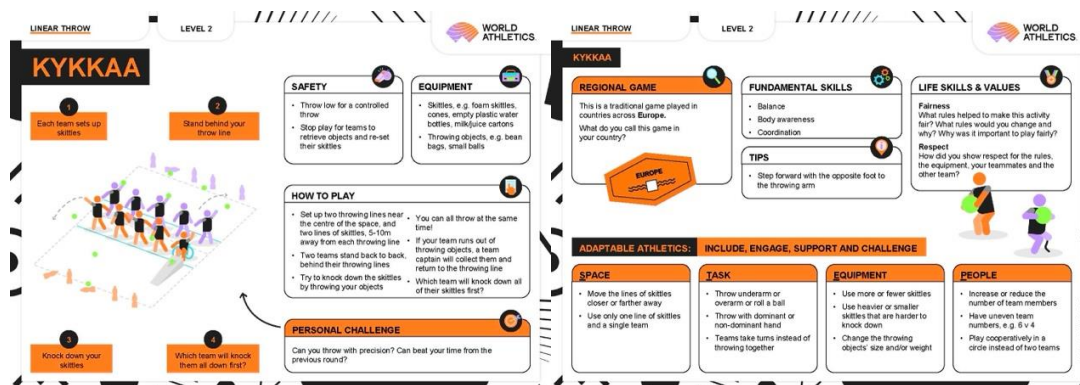 LINEAR THROW
LEVEL 2
WORLD
ATHLETICS
KYKKAA
1
Each team sets up
skittles
2
Stand behind your
throw line
3
Knock down your
skittles
4
Which team will knock
them all down first?
SAFETY
• Throw low for a controlled
throw
• Stop play for teams to
retrieve objects and re-set
their skittles
EQUIPMENT
• Skittles, e.g. foam skittles,
cones, empty plastic water
bottles, milk/juice cartons
• Throwing objects, e.g. bean
bags, small balls
HOW TO PLAY
• Set up two throwing lines near
the centre of the space, and
two lines of skittles, 5-10m
away from each throwing line
• Two teams stand back to back,
behind their throwing lines
• Try to knock down the skittles
by throwing your objects
• You can all throw at the same
time!
• If your team runs out of
throwing objects, a team
captain will collect them and
return to the throwing line
• Which team will knock down all
of their skittles first?
PERSONAL CHALLENGE
Can you throw with precision? Can beat your time from the
previous round?
LINEAR THROW
LEVEL 2
WORLD
ATHLETICS
KYKKAA
REGIONAL GAME
This is a traditional game played in
countries across Europe.
What do you call this game in
your country?
EUROPE
FUNDAMENTAL SKILLS
• Balance
• Body awareness
• Coordination
TIPS
• Step forward with the opposite foot to
the throwing arm
LIFE SKILLS & VALUES
Fairness
What rules helped to make this activity
fair? What rules would you change and
why? Why was it important to play fairly?
Respect
How did you show respect for the rules,
the equipment, your teammates and the
other team?
ADAPTABLE ATHLETICS: INCLUDE, ENGAGE, SUPPORT AND CHALLENGE
SPACE
• Move the lines of skittles
closer or farther away
• Use only one line of skittles
and a single team
TASK
• Throw underarm or
overarm or roll a ball
• Throw with dominant or
non-dominant hand
• Teams take turns instead of
throwing together
EQUIPMENT
• Use more or fewer skittles
• Use heavier or smaller
skittles that are harder to
knock down
• Change the throwing
objects' size and/or weight
PEOPLE
• Increase or reduce the
number of team members
• Have uneven team
numbers, e.g. 6 v 4
• Play cooperatively in a
circle instead of two teams